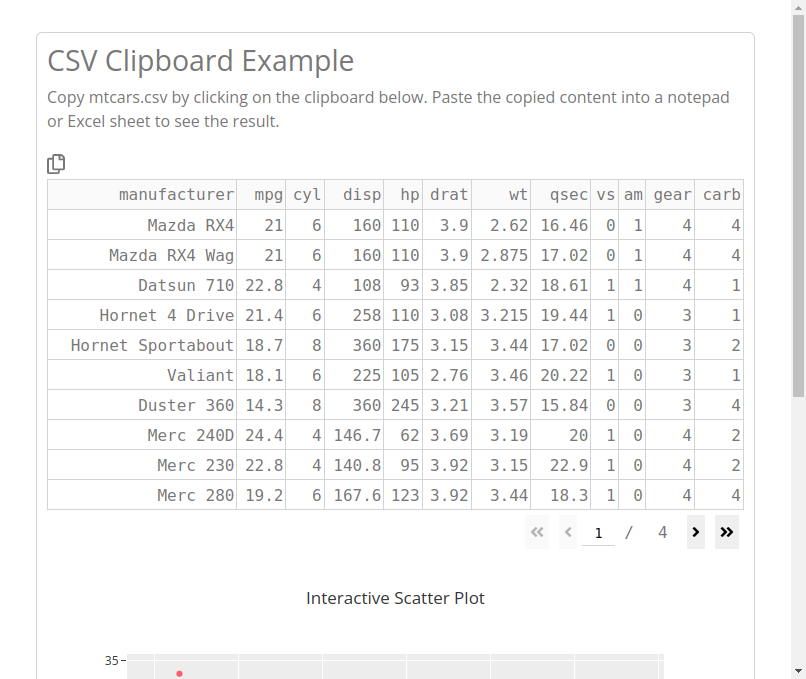 CSV Clipboard Example
Copy mtcars.csv by clicking on the clipboard below. Paste the copied content into a notepad
or Excel sheet to see the result.
manufacturer mpg cyl disp hp drat wt qsec vs am gear carb
Mazda RX4 21 6 160 110 3.9 2.62 16.46 0 1 4 4
Mazda RX4 Wag 21 6 160 110 3.9 2.875 17.02 0 1 4 4
Datsun 710 22.8 4 108 93 3.85 2.32 18.61 1 1 4 1
Hornet 4 Drive 21.4 6 258 110 3.08 3.215 19.44 1 0 3 1
Hornet Sportabout 18.7 8 360 175 3.15 3.44 17.02 0 0 3 2
Valiant 18.1 6 225 105 2.76 3.46 20.22 1 0 3 1
Duster 360 14.3 8 360 245 3.21 3.57 15.84 0 0 3 4
Merc 240D 24.4 4 146.7 62 3.69 3.19 20 1 0 4 2
Merc 230 22.8 4 140.8 95 3.92 3.15 22.9 1 0 4 2
Merc 280 19.2 6 167.6 123 3.92 3.44 18.3 1 0 4 4
1 / 4
Interactive Scatter Plot
35